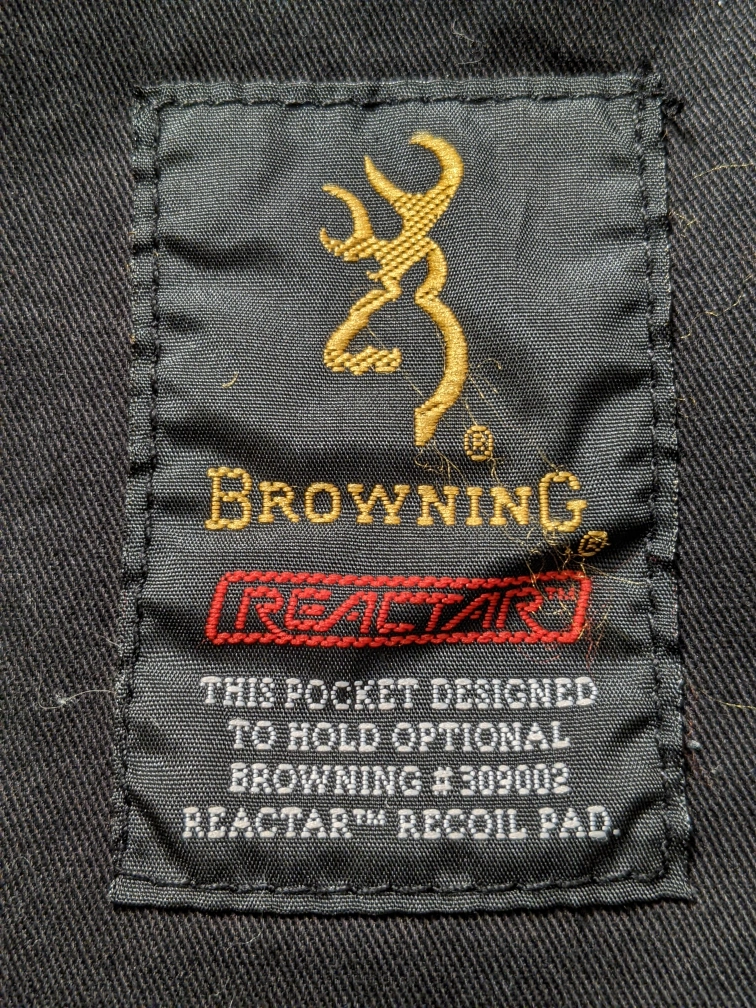 ®
BROWNING®
REACTAR™
THIS POCKET DESIGNED
TO HOLD OPTIONAL
BROWNING # 309002
REACTAR™ RECOIL PAD.